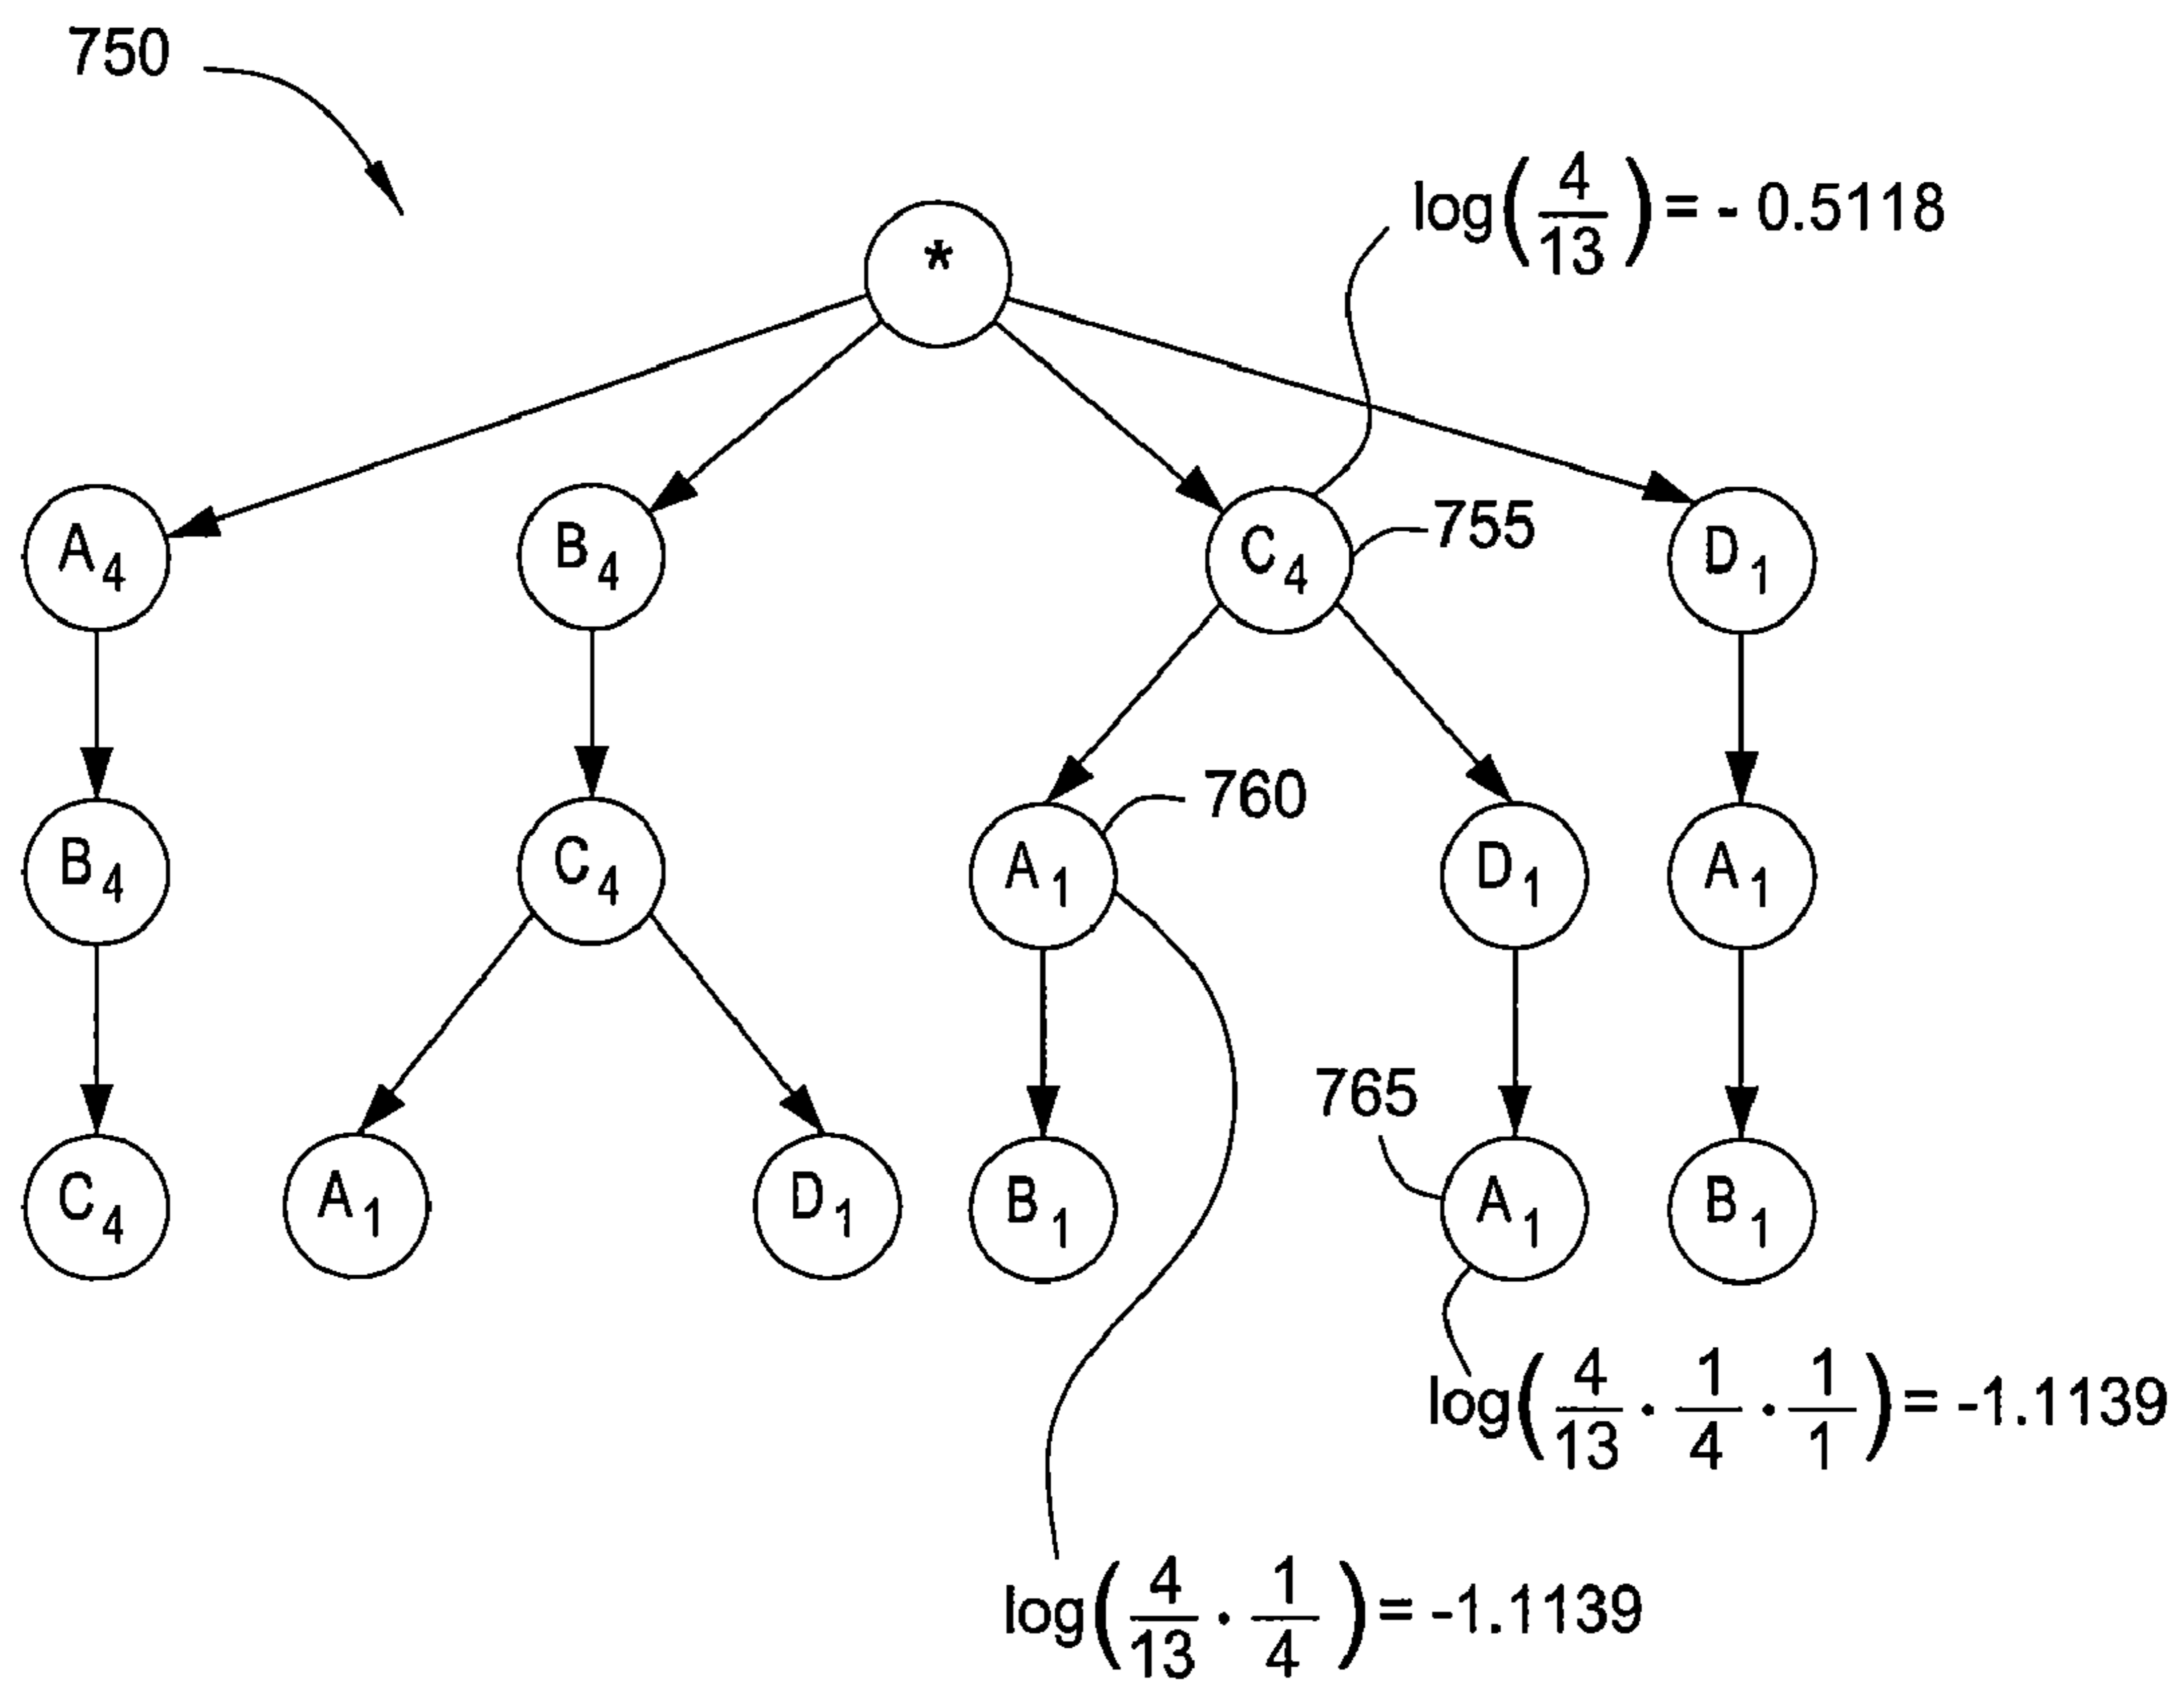 750
log(4/13) = - 0.5118
*
A4 B4 C4 755 D1
B4 C4 A1 760 D1 A1
765
C4 A1 D1 B1 A1 B1
log(4/13 · 1/4 · 1/1) = -1.1139
log(4/13 · 1/4) = -1.1139